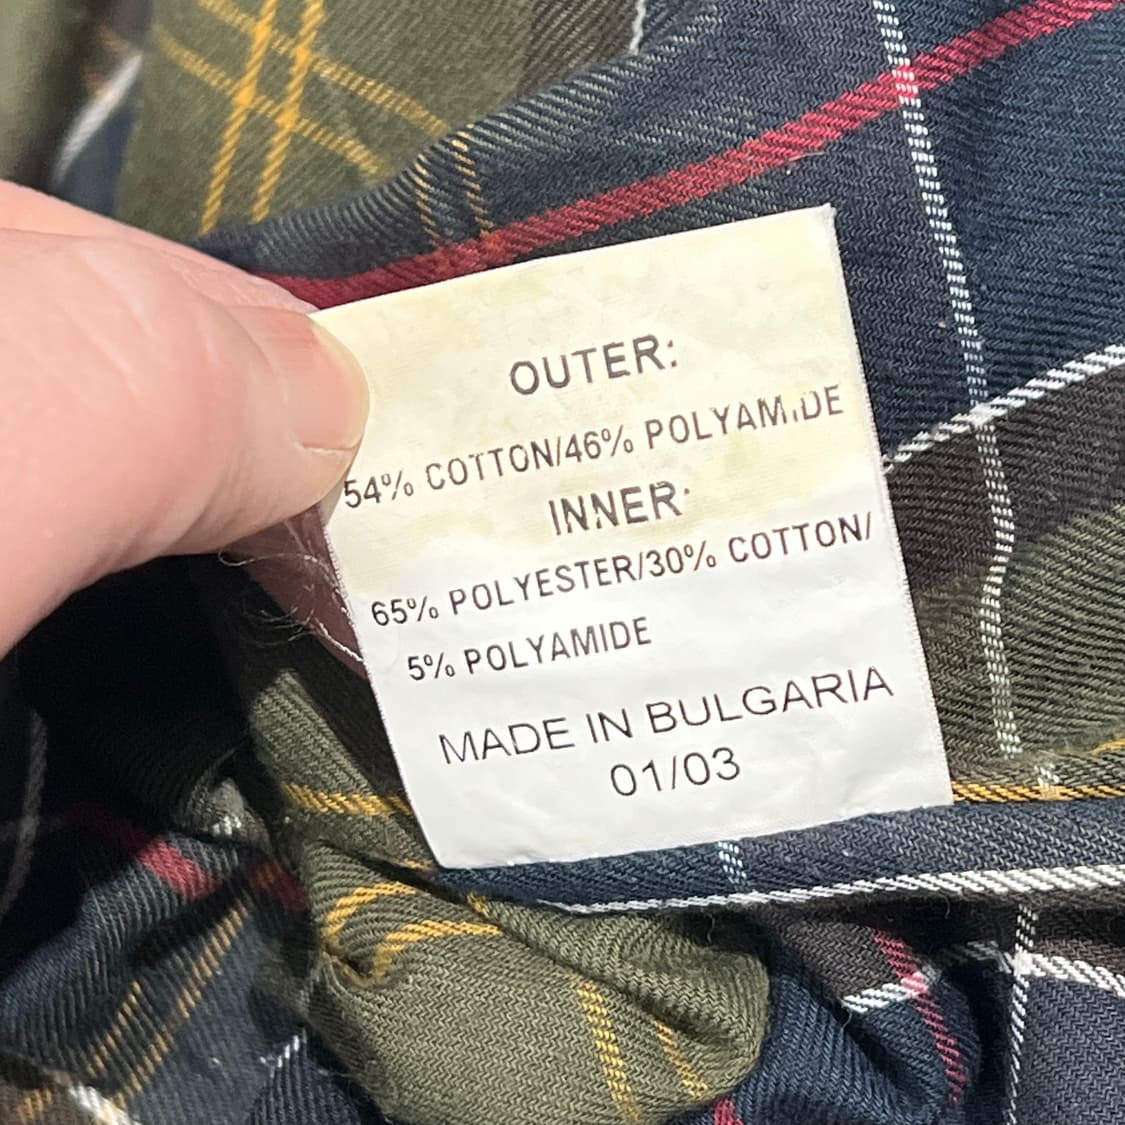 OUTER:
54% COTTON/46% POLYAMIDE
INNER:
65% POLYESTER/30% COTTON/
5% POLYAMIDE
MADE IN BULGARIA
01/03